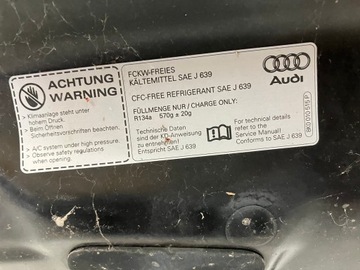 ACHTUNG
WARNING
> Klimaanlage steht unter
hohem Druck.
> Beim Öffnen
Sicherheitsvorschriften beachten.
> A/C system under high pressure.
> Observe safety regulations
when opening.
FCKW-FREIES
KÄLTEMITTEL SAE J 639
CFC-FREE REFRIGERANT SAE J 639
FÜLLMENGE NUR / CHARGE ONLY:
R134a 570g ± 20g
Technische Daten
sind der KD-Anweisung
zu entnehmen!
Entspricht SAE J 639
Audi
For technical details
refer to the
Service Manual!
Conforms to SAE J 639
8K0 010 515 P